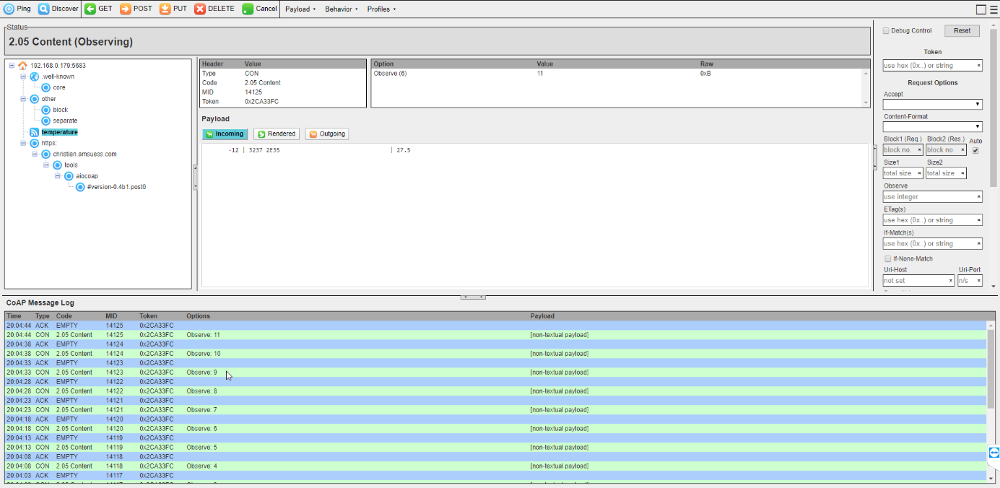 Ping Discover GET POST PUT DELETE Cancel Payload Behavior Profiles
Status
2.05 Content (Observing)
192.168.0.179:5683
.well-known
core
other
block
separate
temperature
https:
christian.amsuess.com
tools
aiocoap
#version-0.4b1.post0
Header Value
Type CON
Code 2.05 Content
MID 14125
Token 0x2CA33FC
Option Value Raw
Observe (6) 11 0xB
Payload
Incoming Rendered Outgoing
-12 | 3237 2E35 | 27.5
Debug Control Reset
Token
use hex (0x..) or string ×
Request Options
Accept
Content-Format
Block1 (Req.) Block2 (Res.) Auto
block no. × block no. ×
Size1 Size2
total size × total size ×
Observe
use integer ×
ETag(s)
use hex (0x..) or string ×
If-Match(s)
use hex (0x..) or string ×
If-None-Match
Uri-Host Uri-Port
not set × n/s ×
CoAP Message Log
Time Type Code MID Token Options Payload
20:04:44 ACK EMPTY 14125 0x2CA33FC
20:04:44 CON 2.05 Content 14125 0x2CA33FC Observe: 11 [non-textual payload]
20:04:38 ACK EMPTY 14124 0x2CA33FC
20:04:38 CON 2.05 Content 14124 0x2CA33FC Observe: 10 [non-textual payload]
20:04:33 ACK EMPTY 14123 0x2CA33FC
20:04:33 CON 2.05 Content 14123 0x2CA33FC Observe: 9 [non-textual payload]
20:04:28 ACK EMPTY 14122 0x2CA33FC
20:04:28 CON 2.05 Content 14122 0x2CA33FC Observe: 8 [non-textual payload]
20:04:23 ACK EMPTY 14121 0x2CA33FC
20:04:23 CON 2.05 Content 14121 0x2CA33FC Observe: 7 [non-textual payload]
20:04:18 ACK EMPTY 14120 0x2CA33FC
20:04:18 CON 2.05 Content 14120 0x2CA33FC Observe: 6 [non-textual payload]
20:04:13 ACK EMPTY 14119 0x2CA33FC
20:04:13 CON 2.05 Content 14119 0x2CA33FC Observe: 5 [non-textual payload]
20:04:08 ACK EMPTY 14118 0x2CA33FC
20:04:08 CON 2.05 Content 14118 0x2CA33FC Observe: 4 [non-textual payload]
20:04:03 ACK EMPTY 14117 0x2CA33FC